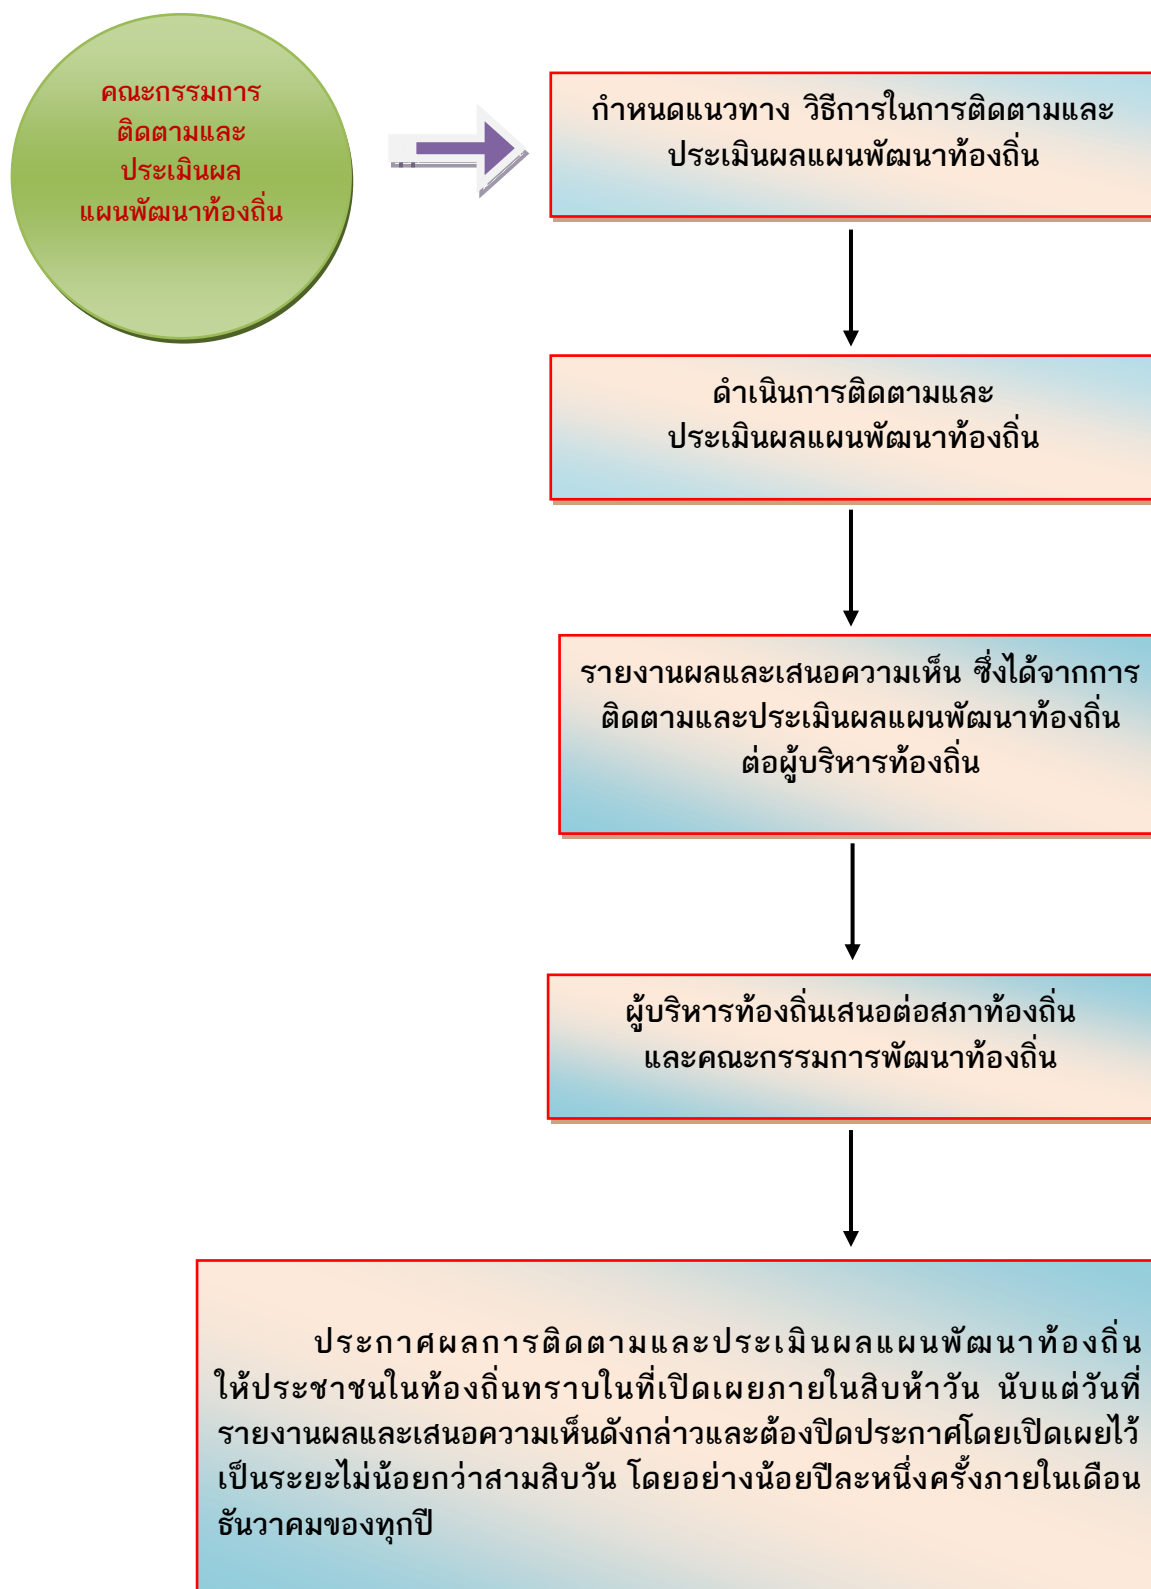 คณะกรรมการ
ติดตามและ
ประเมินผล
แผนพัฒนาท้องถิ่น
กำหนดแนวทาง วิธีการในการติดตามและ
ประเมินผลแผนพัฒนาท้องถิ่น
ดำเนินการติดตามและ
ประเมินผลแผนพัฒนาท้องถิ่น
รายงานผลและเสนอความเห็น ซึ่งได้จากการ
ติดตามและประเมินผลแผนพัฒนาท้องถิ่น
ต่อผู้บริหารท้องถิ่น
ผู้บริหารท้องถิ่นเสนอต่อสภาท้องถิ่น
และคณะกรรมการพัฒนาท้องถิ่น
ประกาศผลการติดตามและประเมินผลแผนพัฒนาท้องถิ่น
ให้ประชาชนในท้องถิ่นทราบในที่เปิดเผยภายในสิบห้าวัน นับแต่วันที่
รายงานผลและเสนอความเห็นดังกล่าวและต้องปิดประกาศโดยเปิดเผยไว้
เป็นระยะไม่น้อยกว่าสามสิบวัน โดยอย่างน้อยปีละหนึ่งครั้งภายในเดือน
ธันวาคมของทุกปี